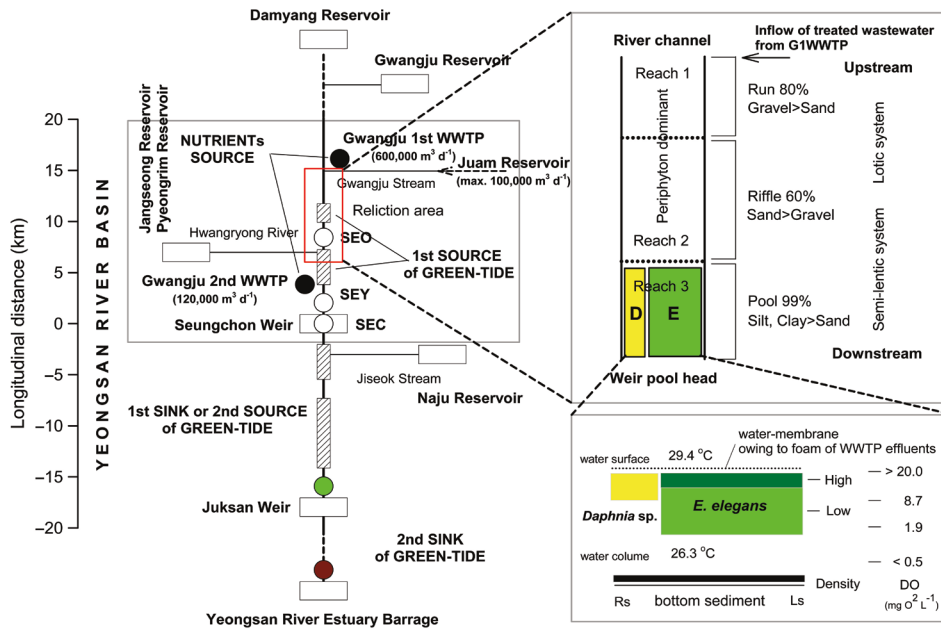 Damyang Reservoir
Gwangju Reservoir
Longitudinal distance (km)
20
15
10
5
0
−5
−10
−15
−20
YEONGSAN RIVER BASIN
Jangseong Reservoir
Pyeongrim Reservoir
NUTRIENTs
SOURCE
Gwangju 1st WWTP
(600,000 m³ d⁻¹)
Juam Reservoir
(max. 100,000 m³ d⁻¹)
Gwangju Stream
Reliction area
Hwangryong River
SEO
1st SOURCE
of GREEN-TIDE
Gwangju 2nd WWTP
(120,000 m³ d⁻¹)
SEY
Seungchon Weir
SEC
Jiseok Stream
Naju Reservoir
1st SINK or 2nd SOURCE
of GREEN-TIDE
Juksan Weir
2nd SINK
of GREEN-TIDE
Yeongsan River Estuary Barrage
River channel
Inflow of treated wastewater
from G1WWTP
Upstream
Reach 1
Run 80%
Gravel>Sand
Periphyton dominant
Lotic system
Riffle 60%
Sand>Gravel
Reach 2
Semi-lentic system
Reach 3
D
E
Pool 99%
Silt, Clay>Sand
Downstream
Weir pool head
water-membrane
owing to foam of WWTP effluents
water surface
29.4 °C
> 20.0
High
8.7
Daphnia sp.
E. elegans
Low
1.9
water colume
26.3 °C
< 0.5
Density
DO
(mg O² L⁻¹)
Rs
bottom sediment
Ls